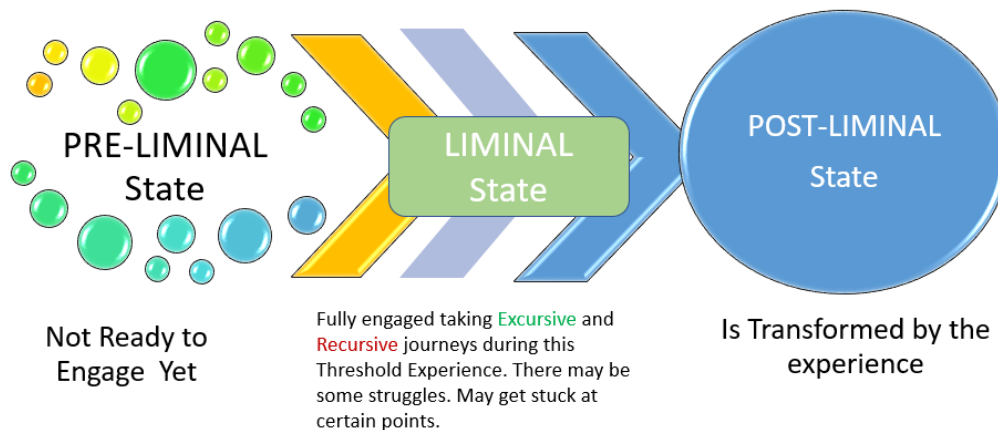 PRE-LIMINAL
State
LIMINAL
State
POST-LIMINAL
State
Not Ready to
Engage Yet
Fully engaged taking Excursive and
Recursive journeys during this
Threshold Experience. There may be
some struggles. May get stuck at
certain points.
Is Transformed by the
experience